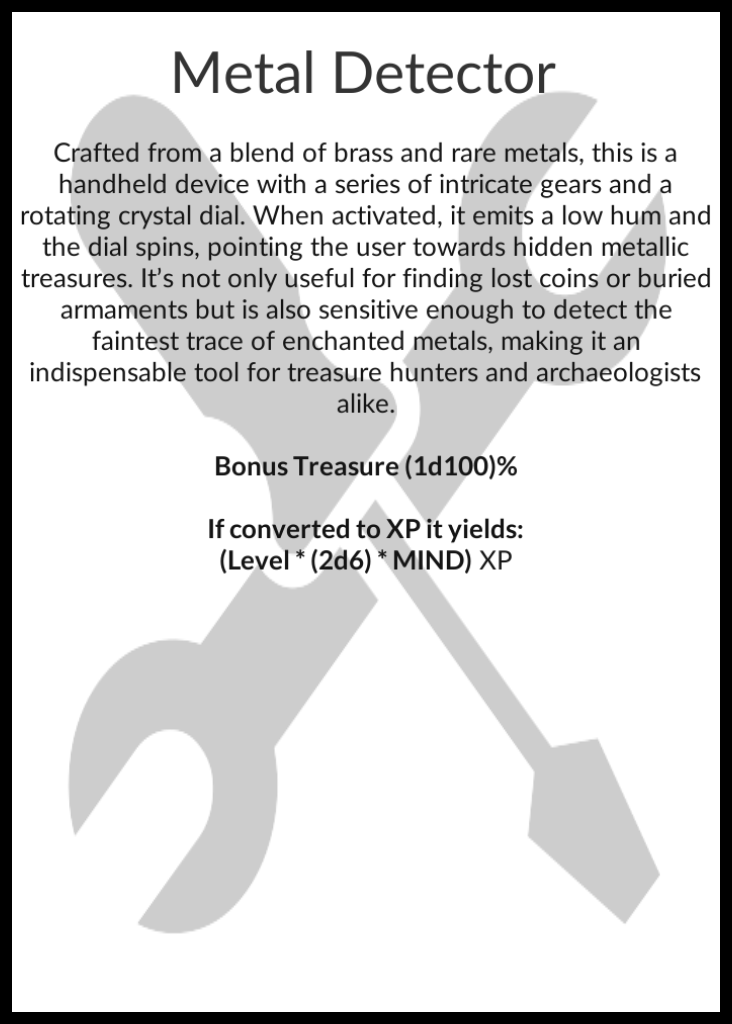 Metal Detector
Crafted from a blend of brass and rare metals, this is a
handheld device with a series of intricate gears and a
rotating crystal dial. When activated, it emits a low hum and
the dial spins, pointing the user towards hidden metallic
treasures. It’s not only useful for finding lost coins or buried
armaments but is also sensitive enough to detect the
faintest trace of enchanted metals, making it an
indispensable tool for treasure hunters and archaeologists
alike.
Bonus Treasure (1d100)%
If converted to XP it yields:
(Level * (2d6) * MIND) XP